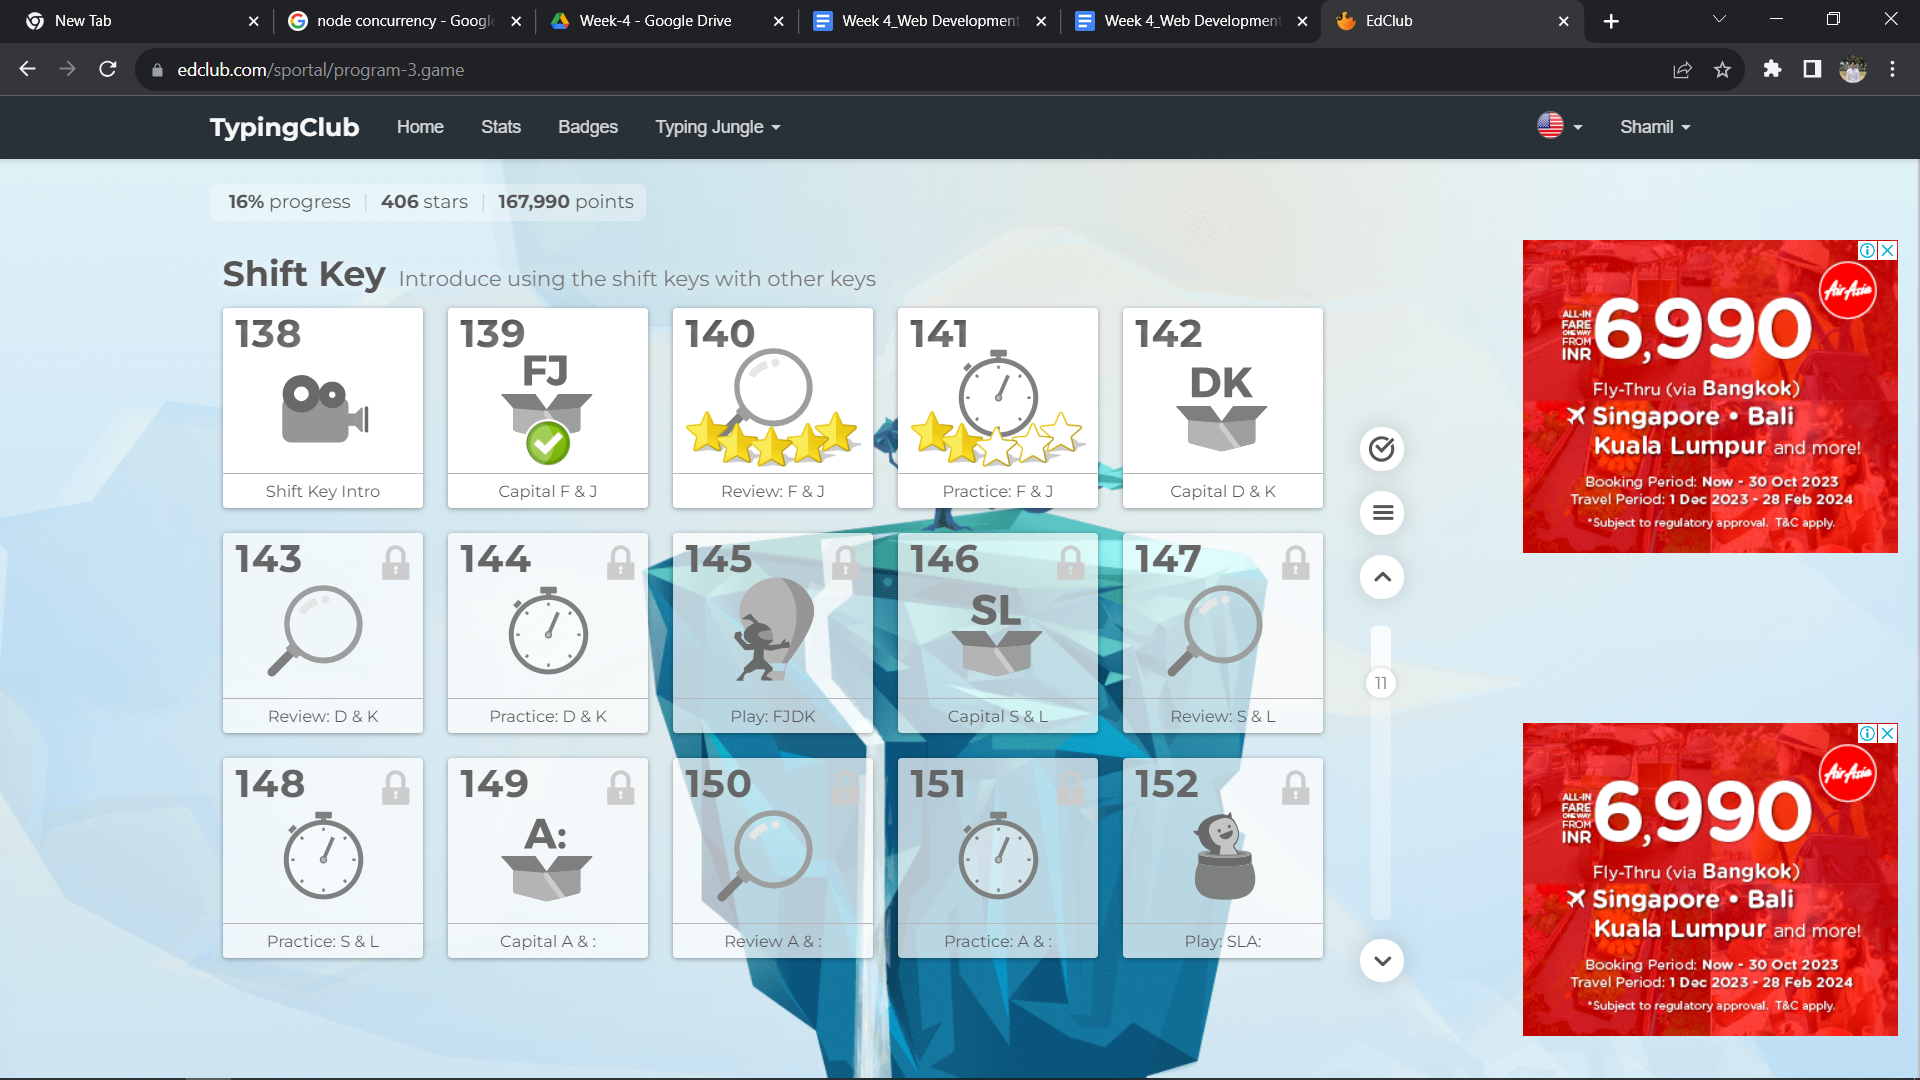 New Tab
node concurrency - Google
Week-4 - Google Drive
Week 4_Web Development
Week 4_Web Development
EdClub
edclub.com/sportal/program-3.game
TypingClub
Home
Stats
Badges
Typing Jungle
Shamil
16% progress
406 stars
167,990 points
Shift Key Introduce using the shift keys with other keys
138
Shift Key Intro
139
FJ
Capital F & J
140
Review: F & J
141
Practice: F & J
142
DK
Capital D & K
143
Review: D & K
144
Practice: D & K
145
Play: FJDK
146
SL
Capital S & L
147
Review: S & L
148
Practice: S & L
149
A:
Capital A & :
150
Review A & :
151
Practice: A & :
152
Play: SLA:
11
AirAsia
ALL-IN
FARE
ONE WAY
FROM
INR
6,990
Fly-Thru (via Bangkok)
Singapore • Bali
Kuala Lumpur and more!
Booking Period: Now - 30 Oct 2023
Travel Period: 1 Dec 2023 - 28 Feb 2024
*Subject to regulatory approval. T&C apply.
AirAsia
ALL-IN
FARE
ONE WAY
FROM
INR
6,990
Fly-Thru (via Bangkok)
Singapore • Bali
Kuala Lumpur and more!
Booking Period: Now - 30 Oct 2023
Travel Period: 1 Dec 2023 - 28 Feb 2024
*Subject to regulatory approval. T&C apply.